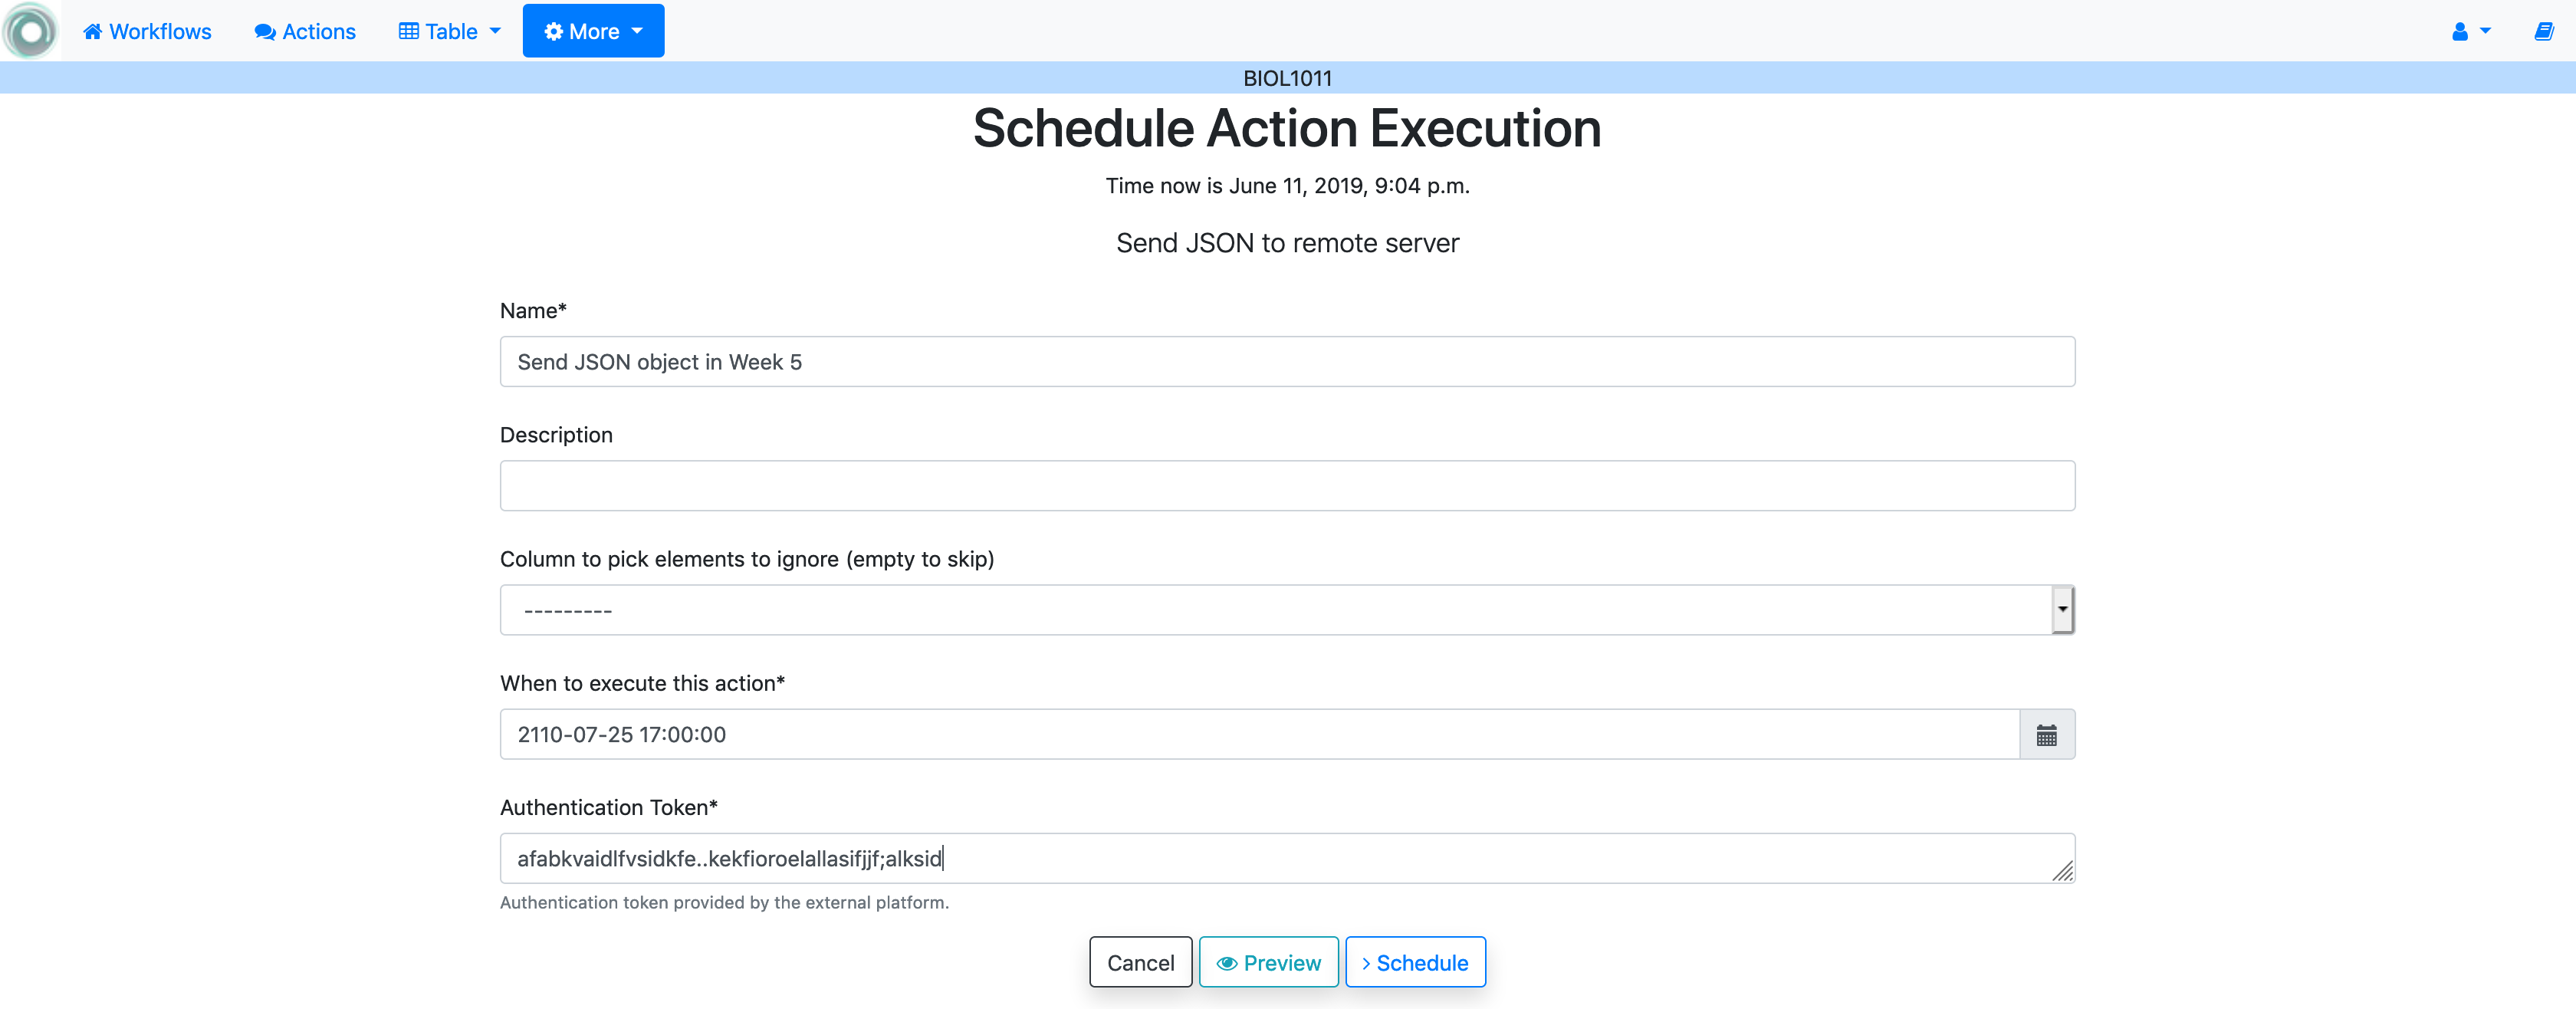 Workflows Actions Table More
BIOL1011
Schedule Action Execution
Time now is June 11, 2019, 9:04 p.m.
Send JSON to remote server
Name*
Send JSON object in Week 5
Description
Column to pick elements to ignore (empty to skip)
---------
When to execute this action*
2110-07-25 17:00:00
Authentication Token*
afabkvaidlfvsidkfe..kekfioroelallasifjjf;alksid
Authentication token provided by the external platform.
Cancel Preview Schedule